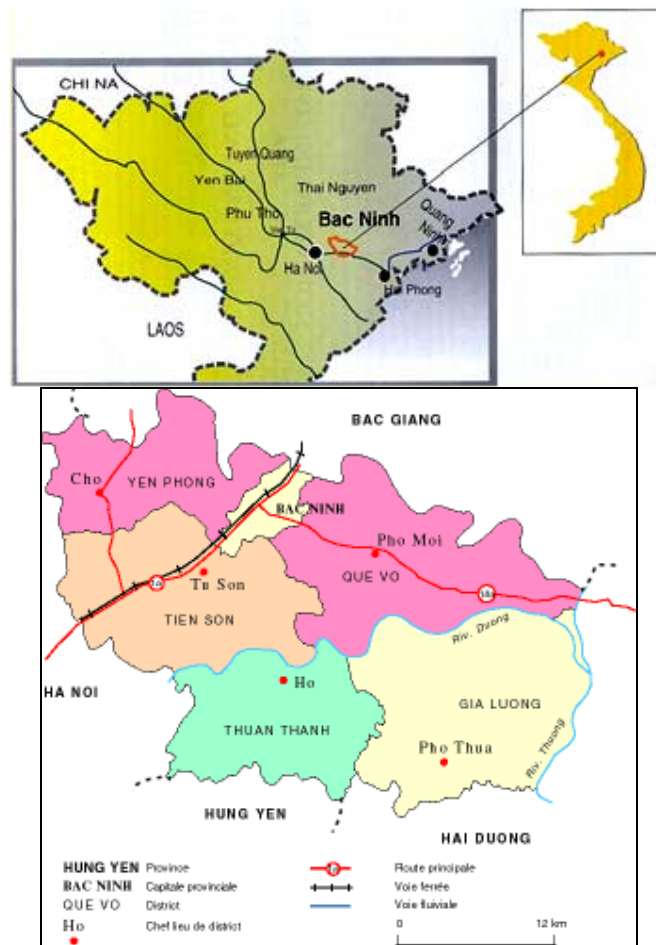 CHI NA
Tuyen Quang
Yen Bai
Thai Nguyen
Phu Tho
Bac Ninh
Quang
Ninh
Ha Noi
Hai Phong
LAOS
BAC GIANG
Cho
YEN PHONG
BAC NINH
Pho Moi
QUE VO
1a
Tu Son
TIEN SON
Riv. Duong
HA NOI
Ho
GIA LUONG
THUAN THANH
Pho Thua
Riv. Thuong
HUNG YEN
HAI DUONG
HUNG YEN Province
BAC NINH Capitale provinciale
QUE VO District
Ho Chef lieu de district
1a Route principale
Voie ferrée
Voie fluviale
0 12 km